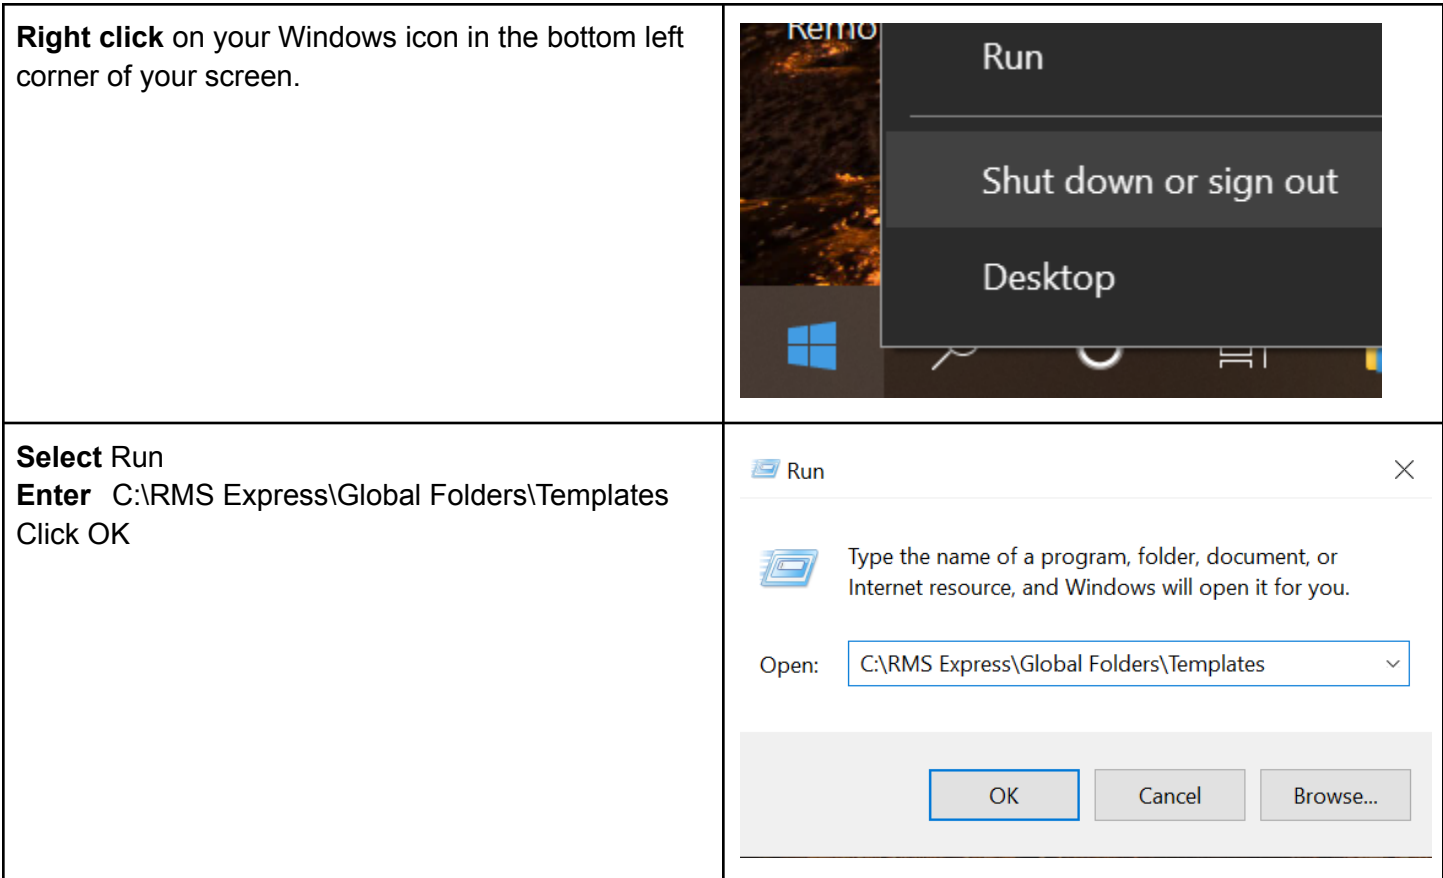 Right click on your Windows icon in the bottom left
corner of your screen.
Run
Shut down or sign out
Desktop
Select Run
Enter C:\RMS Express\Global Folders\Templates
Click OK
Run
Type the name of a program, folder, document, or
Internet resource, and Windows will open it for you.
Open: C:\RMS Express\Global Folders\Templates
OK Cancel Browse...